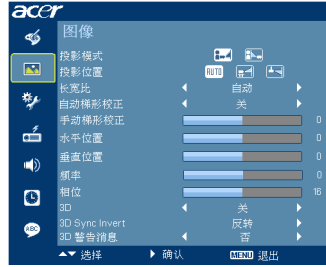 acer
图像
投影模式
投影位置 AUTO
长宽比 自动
自动梯形校正 关
手动梯形校正 0
水平位置 0
垂直位置 0
频率 0
相位 16
3D 关
3D Sync Invert 反转
3D 警告消息 否
选择 确认 MENU 退出
ABC